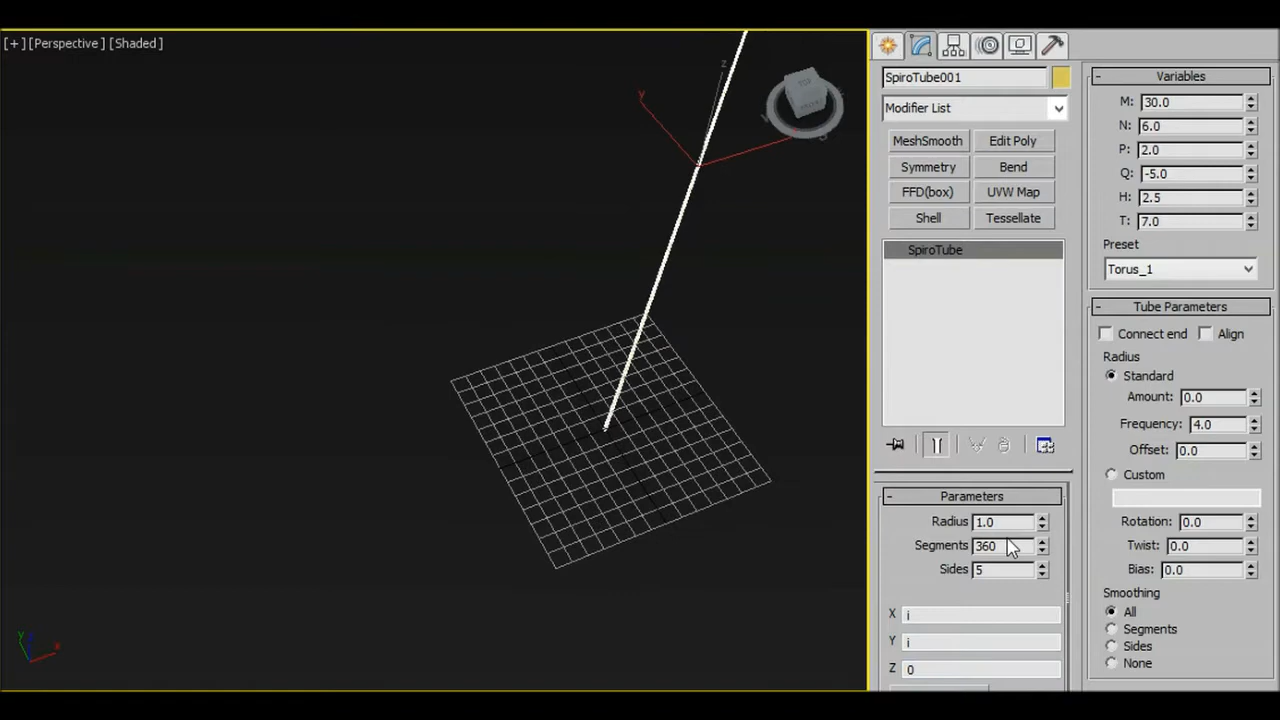 [+][Perspective][Shaded]
z
y
TOP
SpiroTube001
Modifier List
MeshSmooth Edit Poly
Symmetry Bend
FFD(box) UVW Map
Shell Tessellate
SpiroTube
- Parameters
Radius 1.0
Segments 360
Sides 5
X i
Y i
Z 0
- Variables
M: 30.0
N: 6.0
P: 2.0
Q: -5.0
H: 2.5
T: 7.0
Preset
Torus_1
- Tube Parameters
Connect end Align
Radius
Standard
Amount: 0.0
Frequency: 4.0
Offset: 0.0
Custom
Rotation: 0.0
Twist: 0.0
Bias: 0.0
Smoothing
All
Segments
Sides
None
y
x